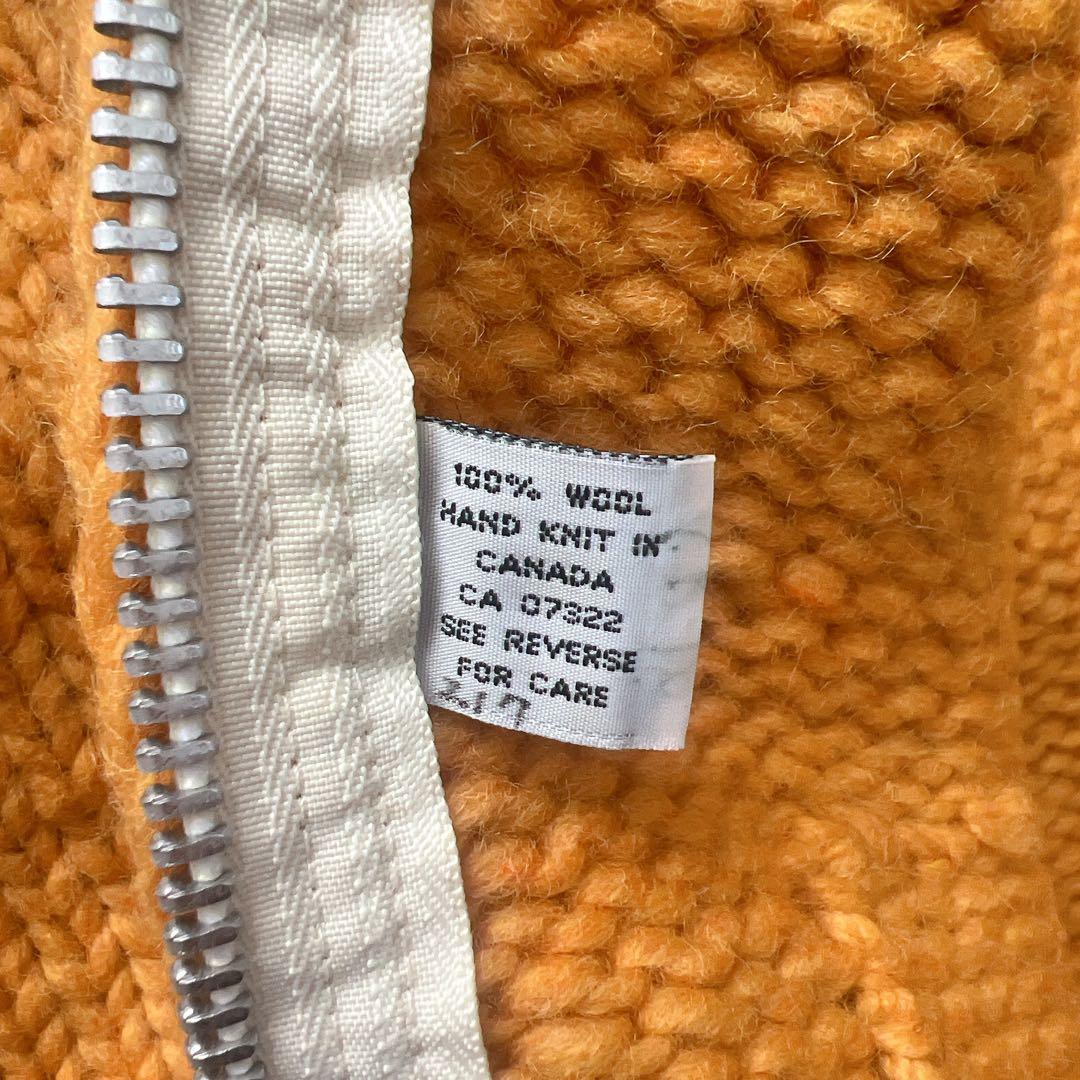 100% WOOL
HAND KNIT IN
CANADA
CA 07322
SEE REVERSE
FOR CARE